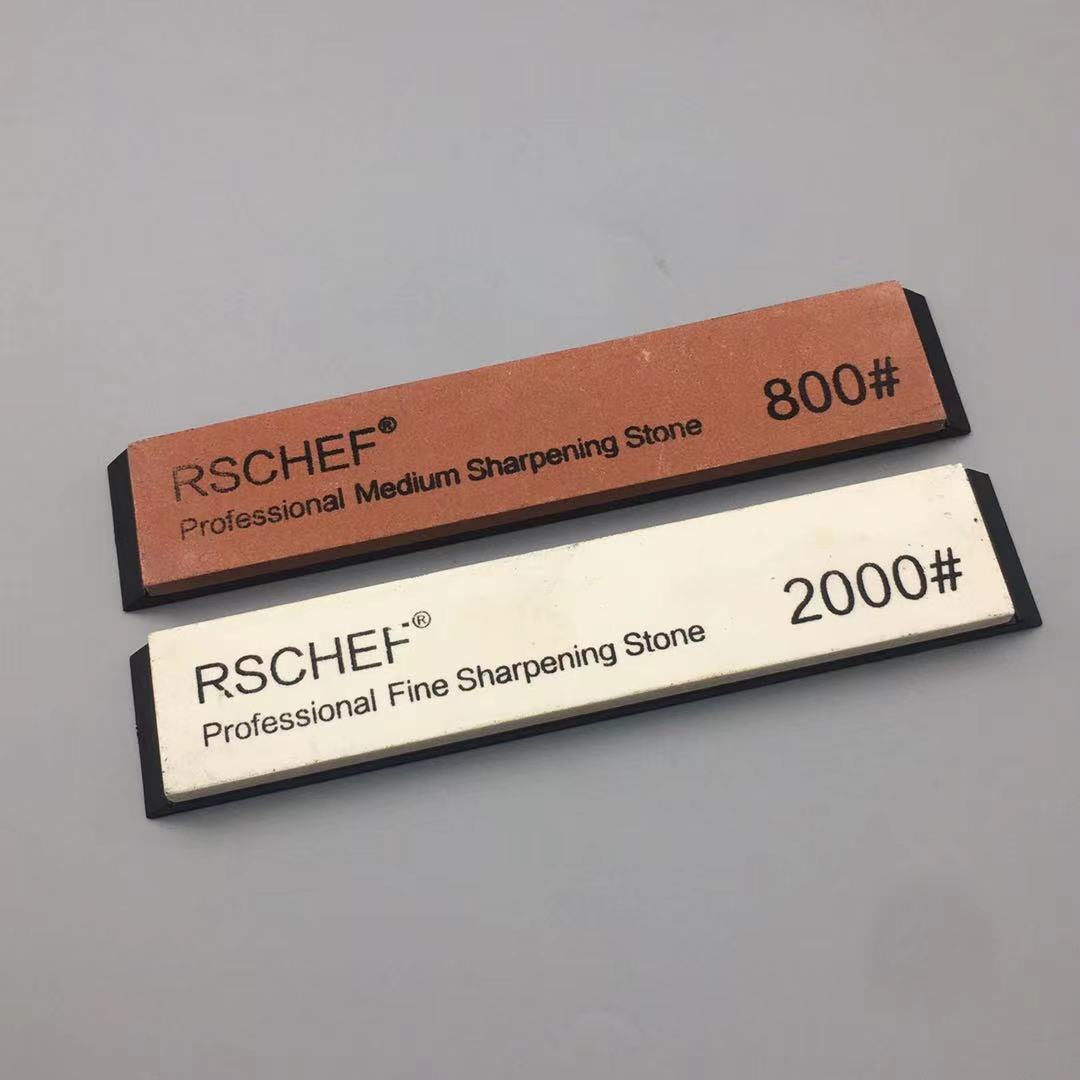 RSCHEF®
Professional Medium Sharpening Stone
800#
RSCHEF®
Professional Fine Sharpening Stone
2000#